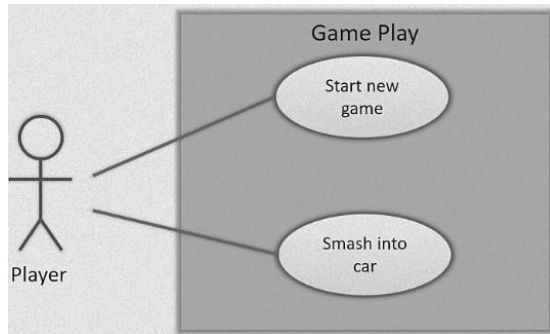 Game Play
Start new
game
Smash into
car
Player